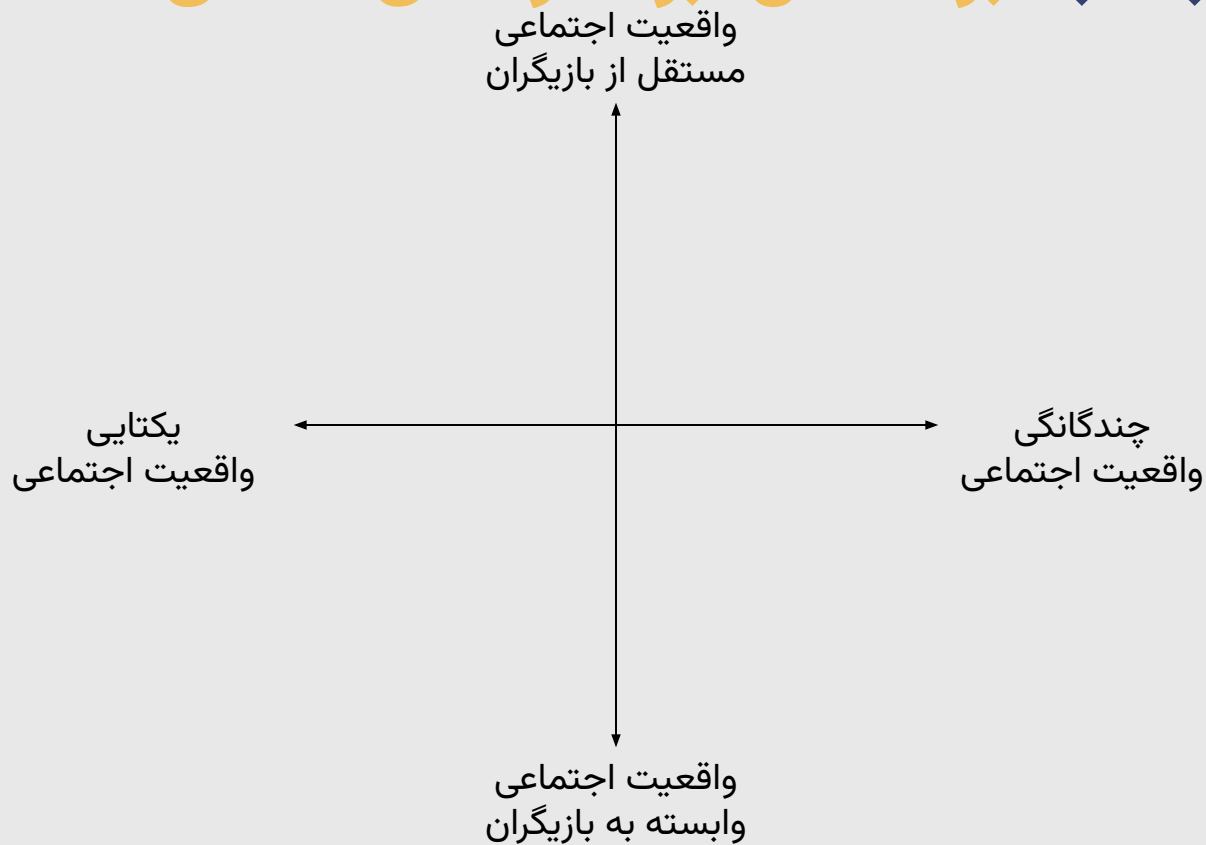 واقعیت اجتماعی
مستقل از بازیگران
چندگانگی
واقعیت اجتماعی
یکتایی
واقعیت اجتماعی
واقعیت اجتماعی
وابسته به بازیگران